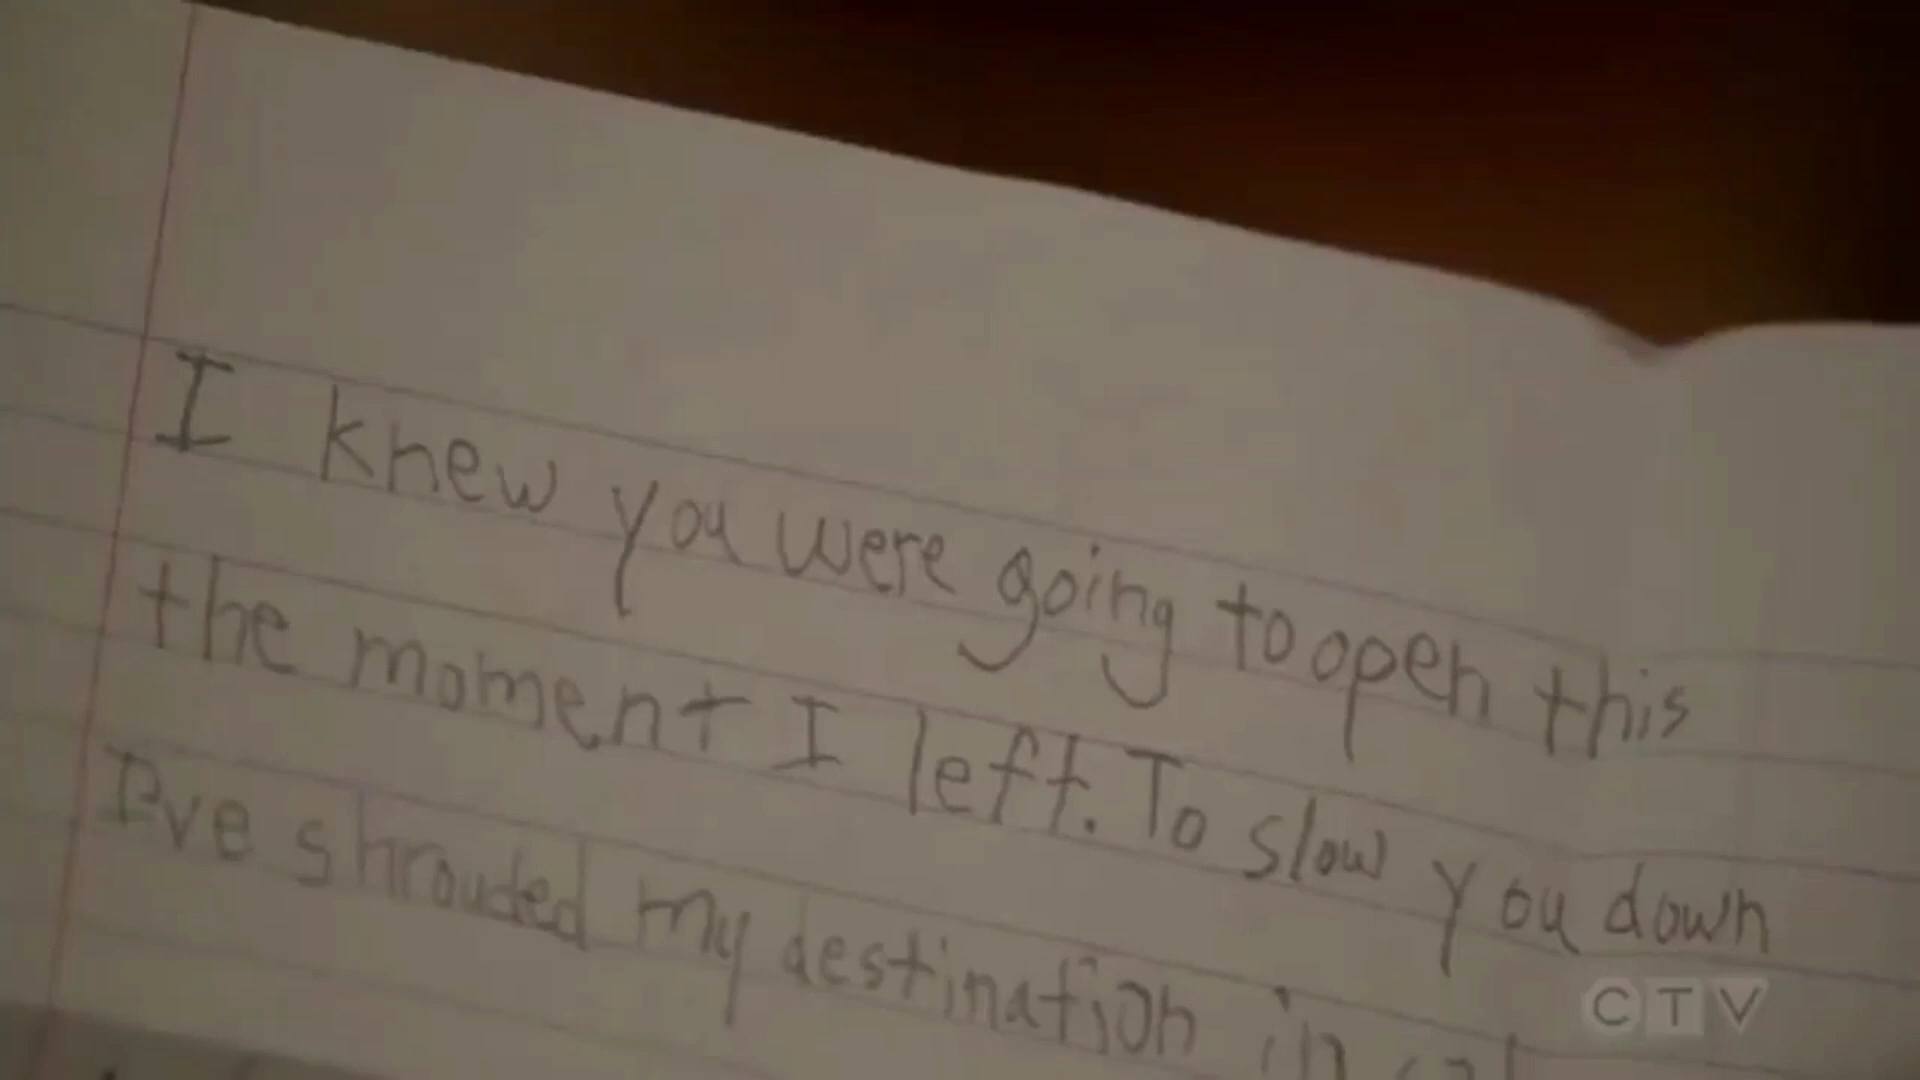 I knew you were going to open this
the moment I left. To slow you down
I've shrouded my destination in
CTV